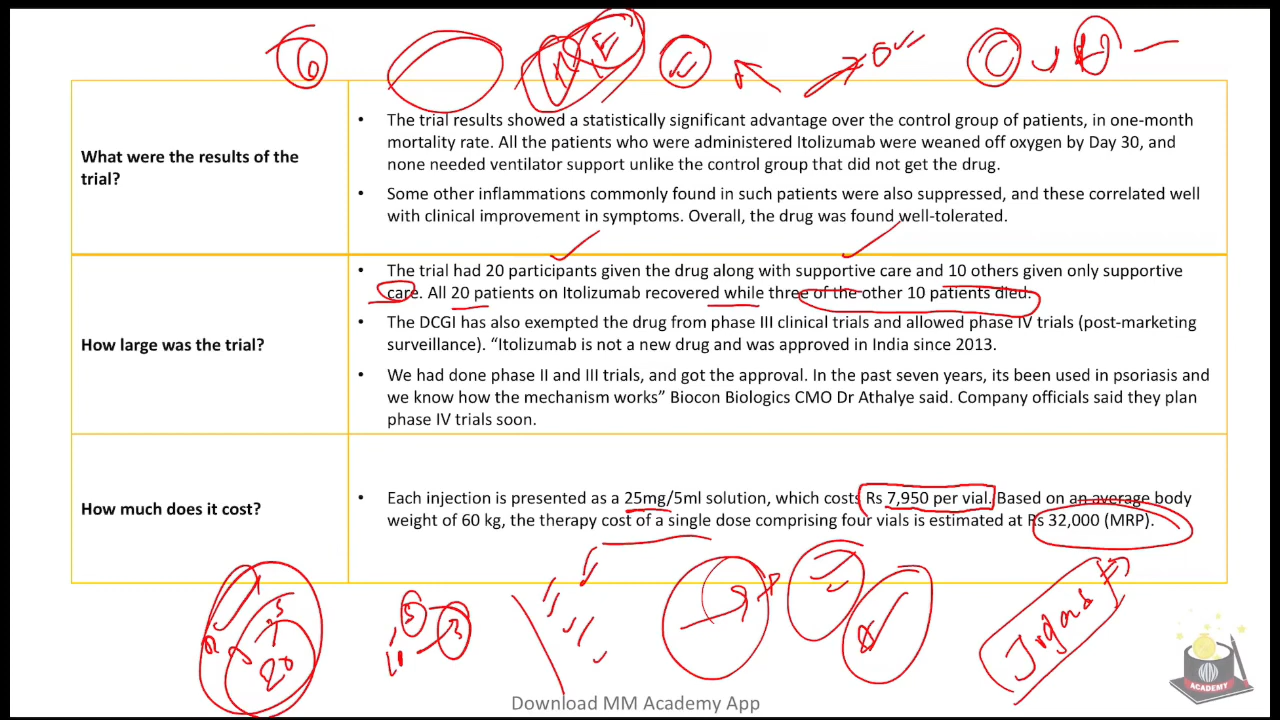 What were the results of the
trial?
• The trial results showed a statistically significant advantage over the control group of patients, in one-month
mortality rate. All the patients who were administered Itolizumab were weaned off oxygen by Day 30, and
none needed ventilator support unlike the control group that did not get the drug.
• Some other inflammations commonly found in such patients were also suppressed, and these correlated well
with clinical improvement in symptoms. Overall, the drug was found well-tolerated.
How large was the trial?
• The trial had 20 participants given the drug along with supportive care and 10 others given only supportive
care. All 20 patients on Itolizumab recovered while three of the other 10 patients died.
• The DCGI has also exempted the drug from phase III clinical trials and allowed phase IV trials (post-marketing
surveillance). “Itolizumab is not a new drug and was approved in India since 2013.
• We had done phase II and III trials, and got the approval. In the past seven years, its been used in psoriasis and
we know how the mechanism works” Biocon Biologics CMO Dr Athalye said. Company officials said they plan
phase IV trials soon.
How much does it cost?
• Each injection is presented as a 25mg/5ml solution, which costs Rs 7,950 per vial. Based on an average body
weight of 60 kg, the therapy cost of a single dose comprising four vials is estimated at Rs 32,000 (MRP).
20
ACADEMY
Download MM Academy App